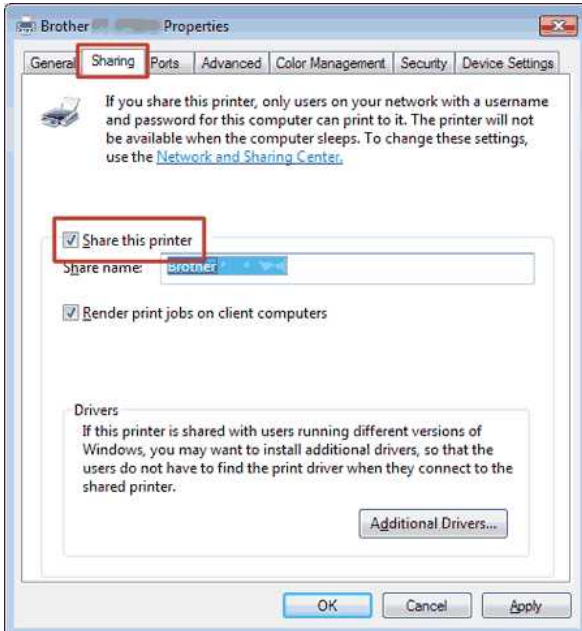 Brother Properties
General Sharing Ports Advanced Color Management Security Device Settings
If you share this printer, only users on your network with a username
and password for this computer can print to it. The printer will not
be available when the computer sleeps. To change these settings,
use the Network and Sharing Center.
Share this printer
Share name: Brother
Render print jobs on client computers
Drivers
If this printer is shared with users running different versions of
Windows, you may want to install additional drivers, so that the
users do not have to find the print driver when they connect to the
shared printer.
Additional Drivers...
OK Cancel Apply